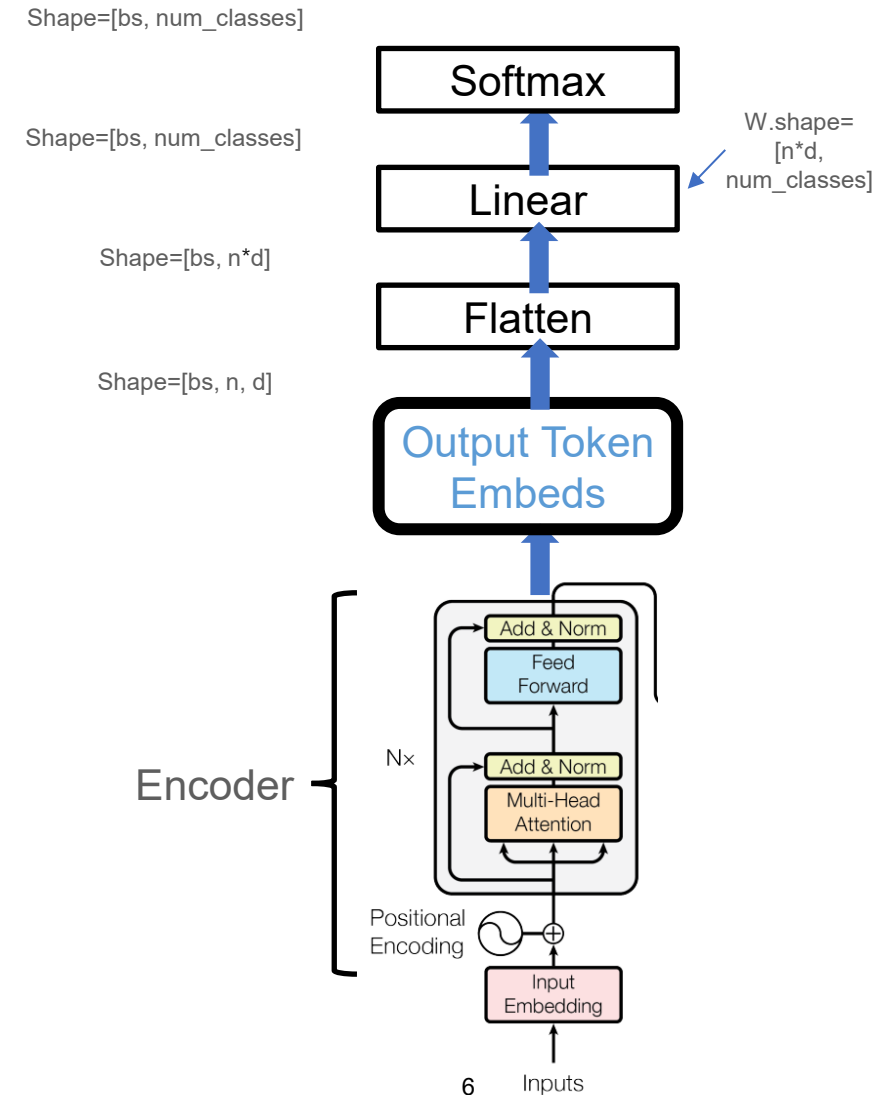 Shape=[bs, num_classes]
Softmax
Shape=[bs, num_classes]
W.shape=
[n*d,
num_classes]
Linear
Shape=[bs, n*d]
Flatten
Shape=[bs, n, d]
Output Token
Embeds
Add & Norm
Feed
Forward
N×
Add & Norm
Encoder
Multi-Head
Attention
Positional
Encoding
Input
Embedding
6
Inputs